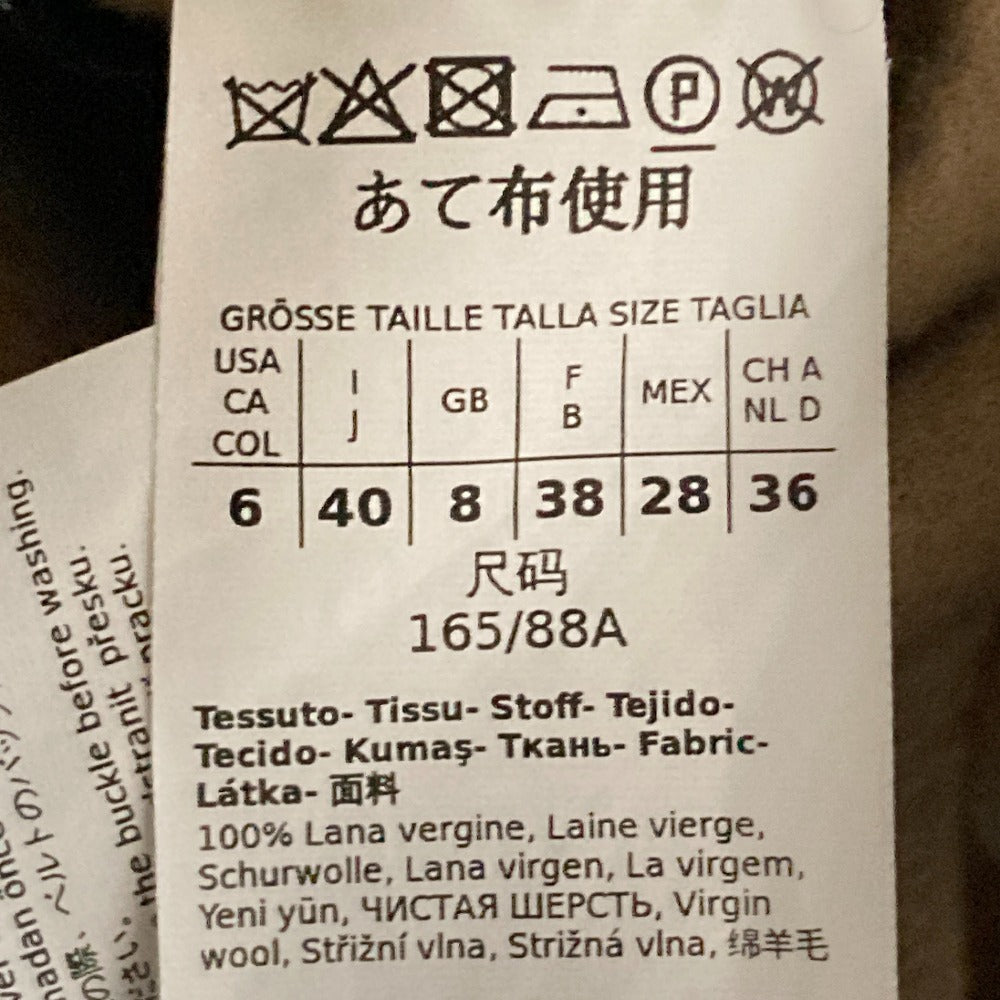 P W
あて布使用
GRÖSSE TAILLE TALLA SIZE TAGLIA
USA CA COL
I J
GB
F B
MEX
CH A NL D
6 40 8 38 28 36
尺码
165/88A
Tessuto- Tissu- Stoff- Tejido-
Tecido- Kumaş- Ткань- Fabric-
Látka- 面料
100% Lana vergine, Laine vierge,
Schurwolle, Lana virgen, La virgem,
Yeni yün, ЧИСТАЯ ШЕРСТЬ, Virgin
wool, Střižní vlna, Strižná vlna, 绵羊毛
the buckle before washing.
přesku.
pracku.